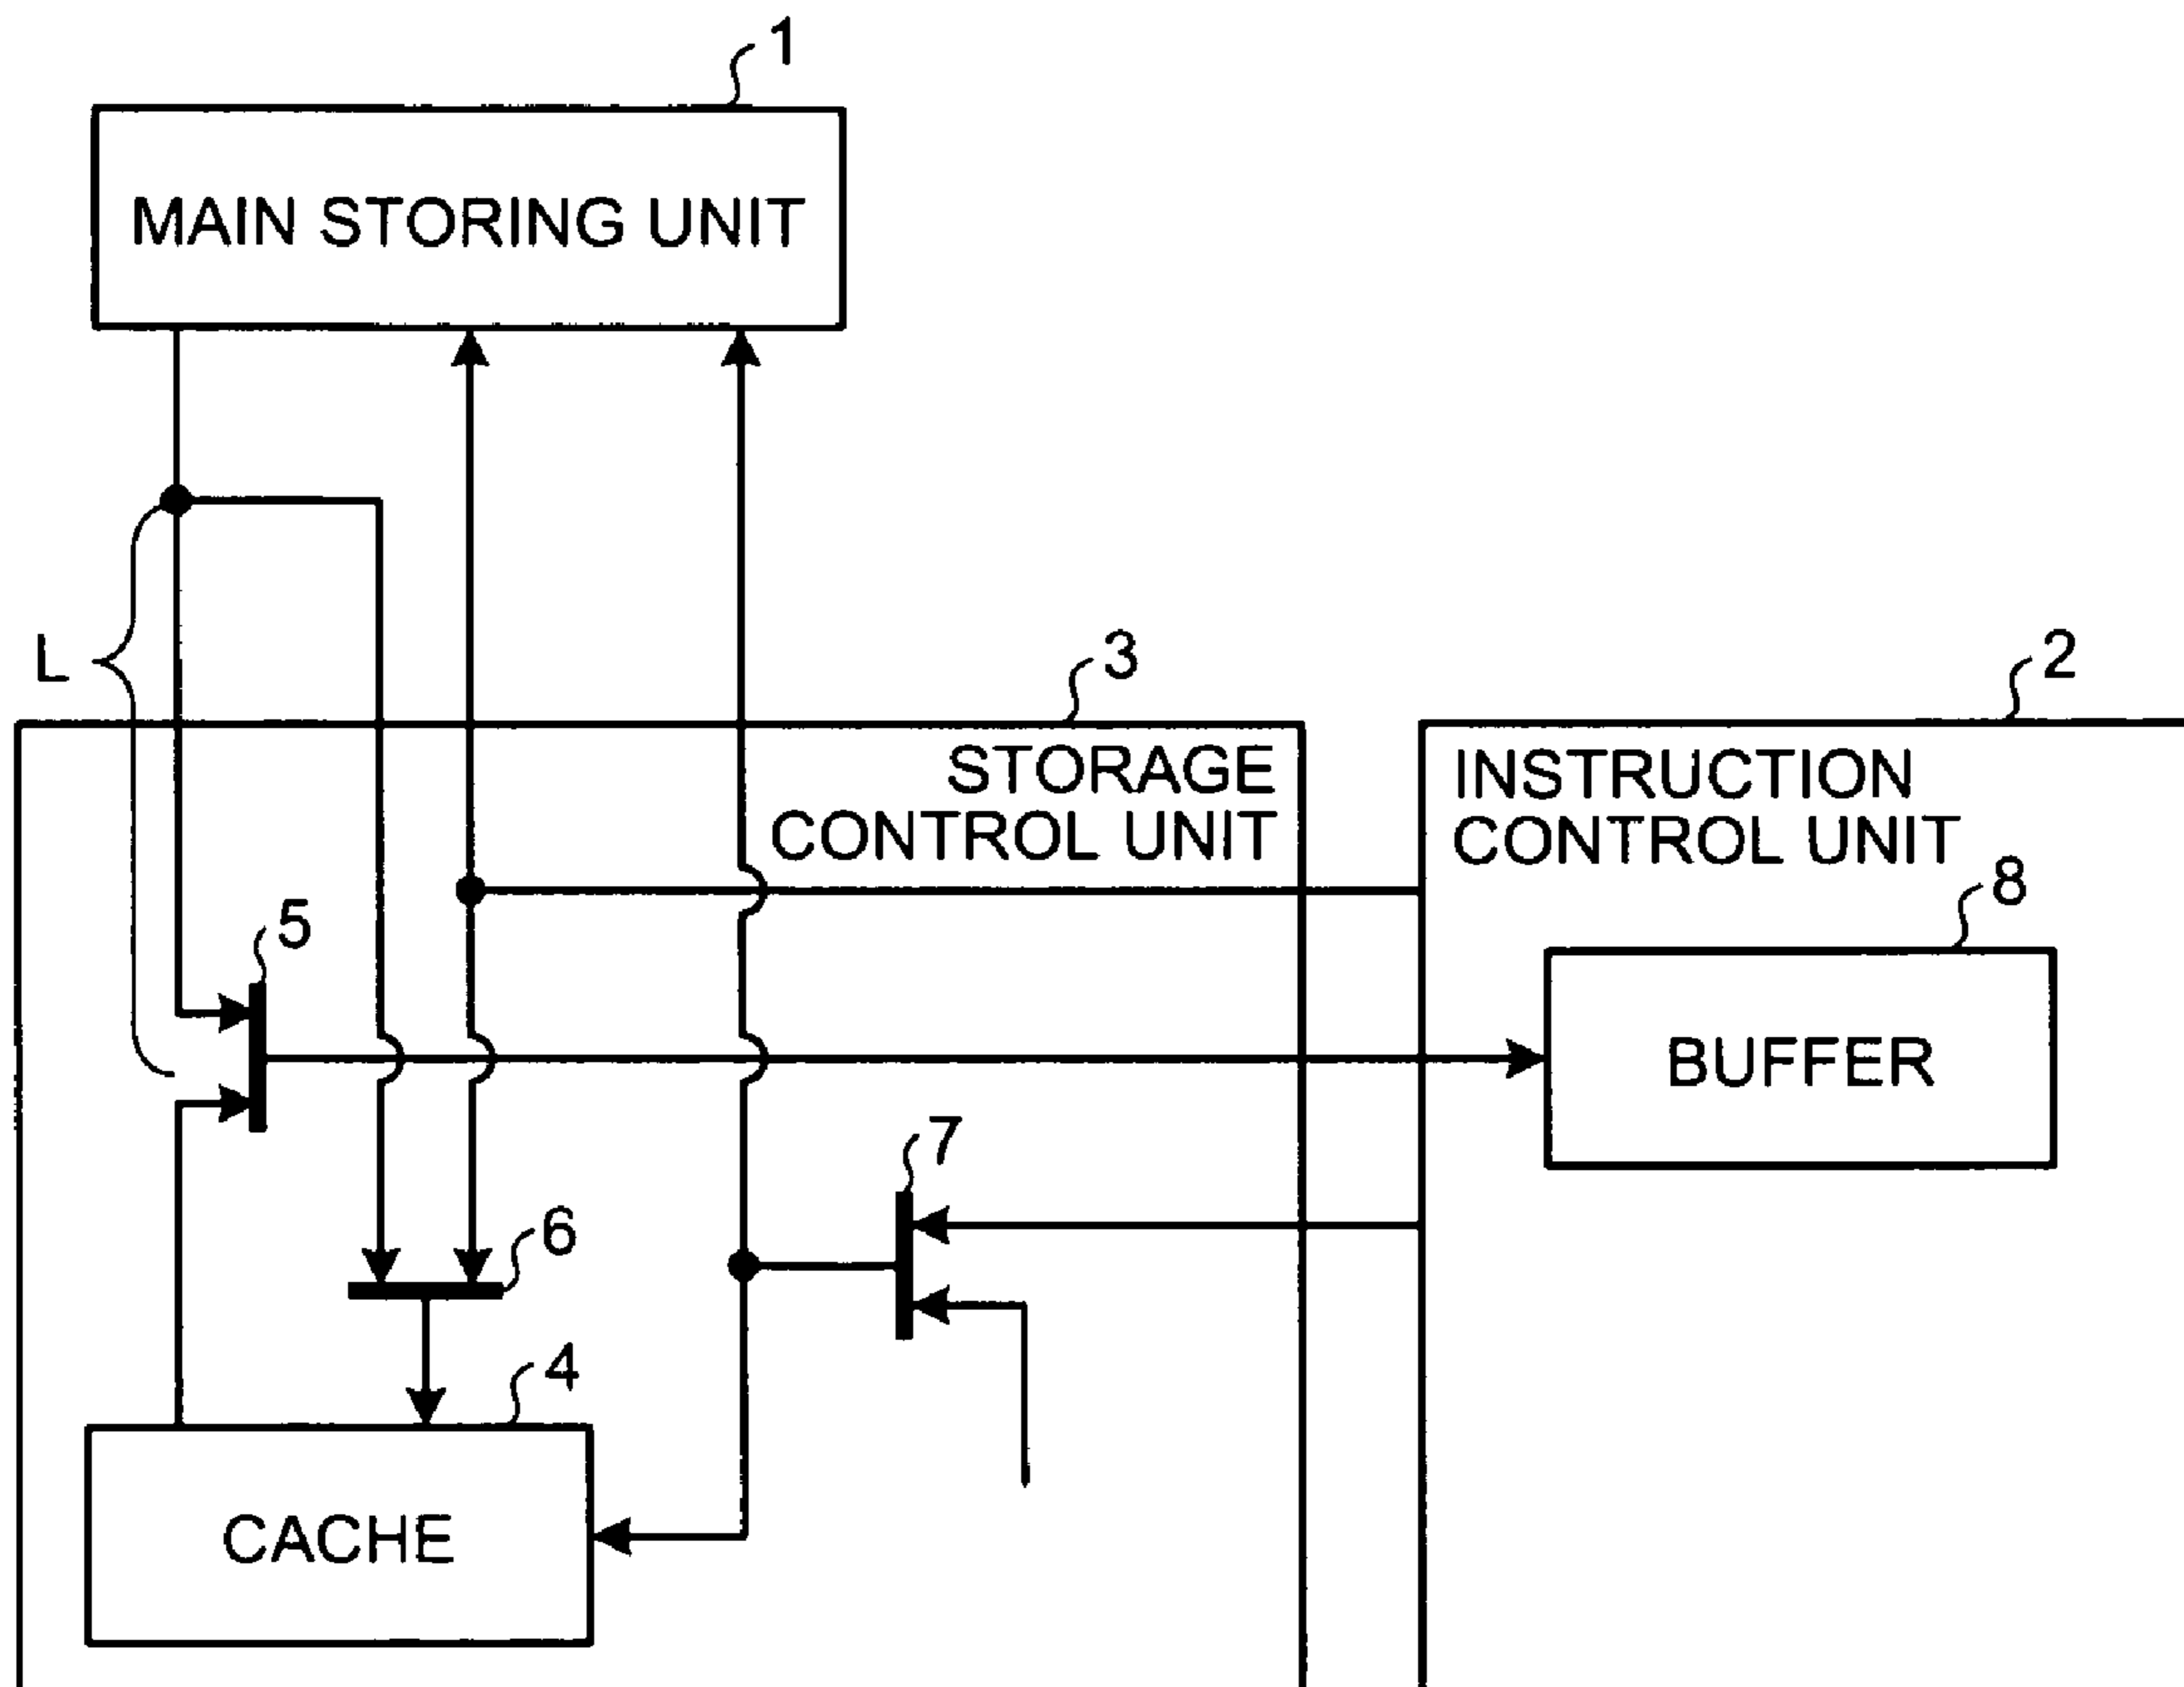 1
MAIN STORING UNIT
L
3
2
STORAGE
CONTROL UNIT
INSTRUCTION
CONTROL UNIT
8
5
BUFFER
7
6
4
CACHE